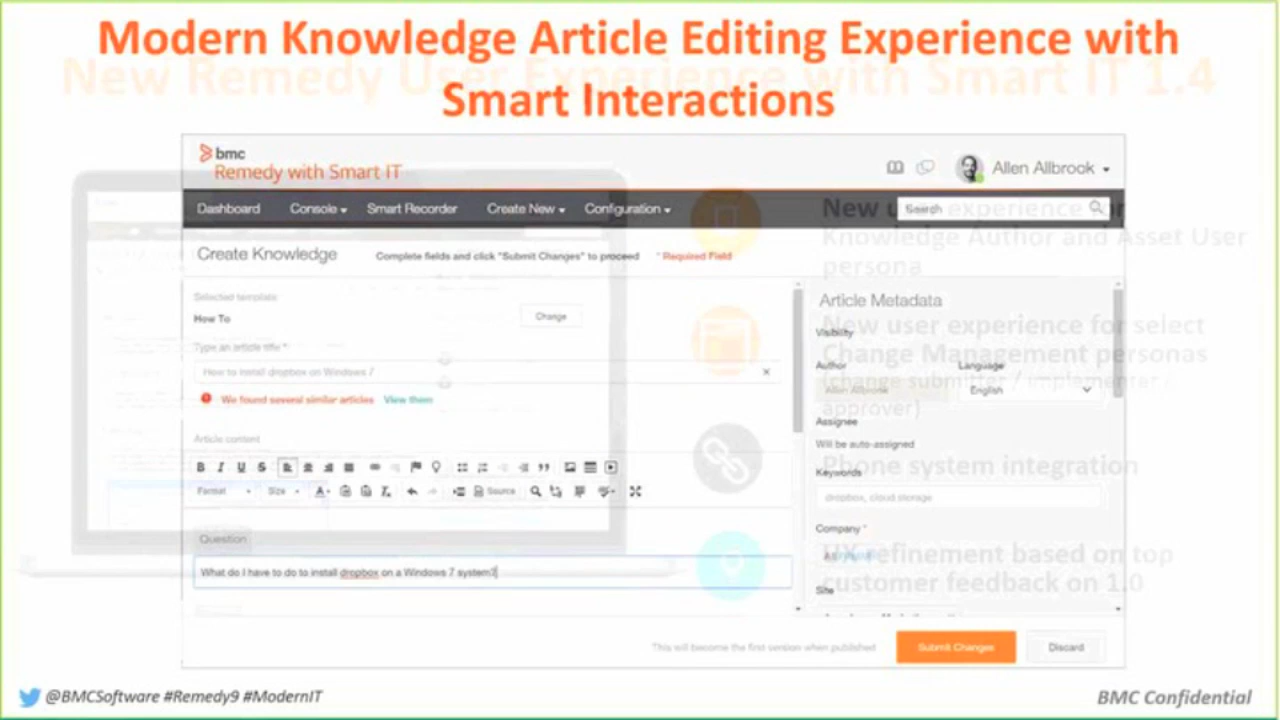 Modern Knowledge Article Editing Experience with
Smart Interactions
New Remedy User Experience with Smart IT 1.4
bmc
Remedy with Smart IT
Allen Allbrook
Dashboard Console Smart Recorder Create New Configuration Search
New user experience for
Knowledge Author and Asset User
persona
Create Knowledge Complete fields and click "Submit Changes" to proceed * Required Field
Selected template
How To Change
Type an article title *
How to install dropbox on Windows 7
We found several similar articles View them
Article content
Format Size Source
Question
What do I have to do to install dropbox on a Windows 7 system?
Article Metadata
New user experience for select
Visibility
Change Management personas
Author Language
(change submitter / implementer /
Allen Allbrook English
approver)
Assignee
Will be auto-assigned
Phone system integration
Keywords
dropbox, cloud storage
Company *
UX refinement based on top
customer feedback on 1.0
Site
This will become the first version when published Submit Changes Discard
@BMCSoftware #Remedy9 #ModernIT
BMC Confidential